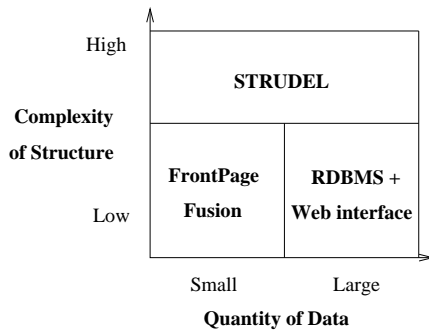 High
STRUDEL
Complexity
of Structure
FrontPage
Fusion
RDBMS +
Web interface
Low
Small
Large
Quantity of Data